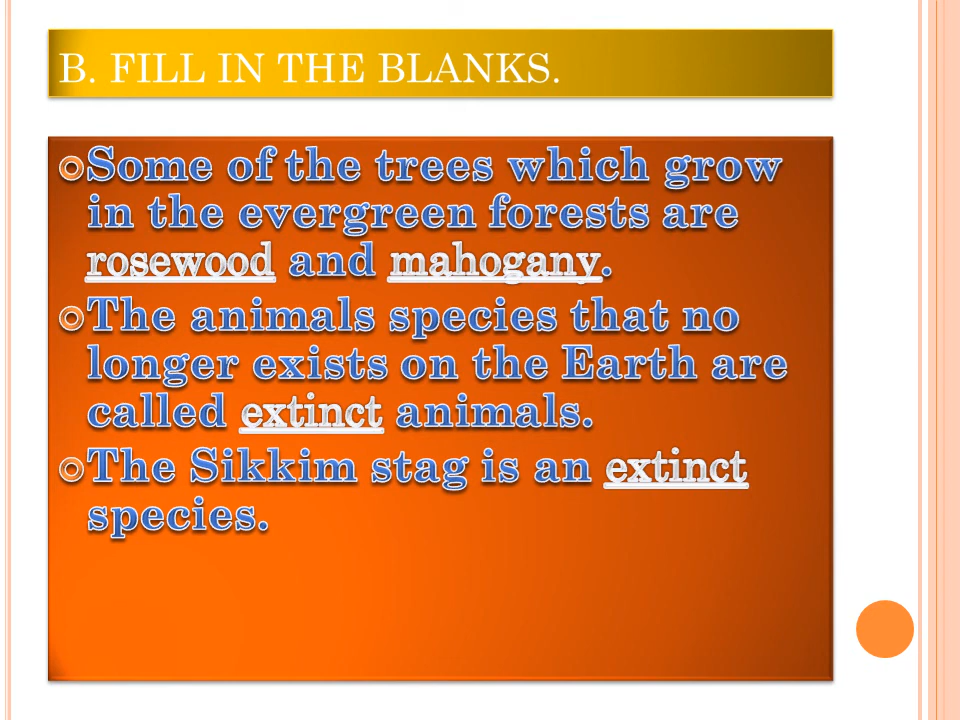 B. FILL IN THE BLANKS.
Some of the trees which grow
in the evergreen forests are
rosewood and mahogany.
The animals species that no
longer exists on the Earth are
called extinct animals.
The Sikkim stag is an extinct
species.